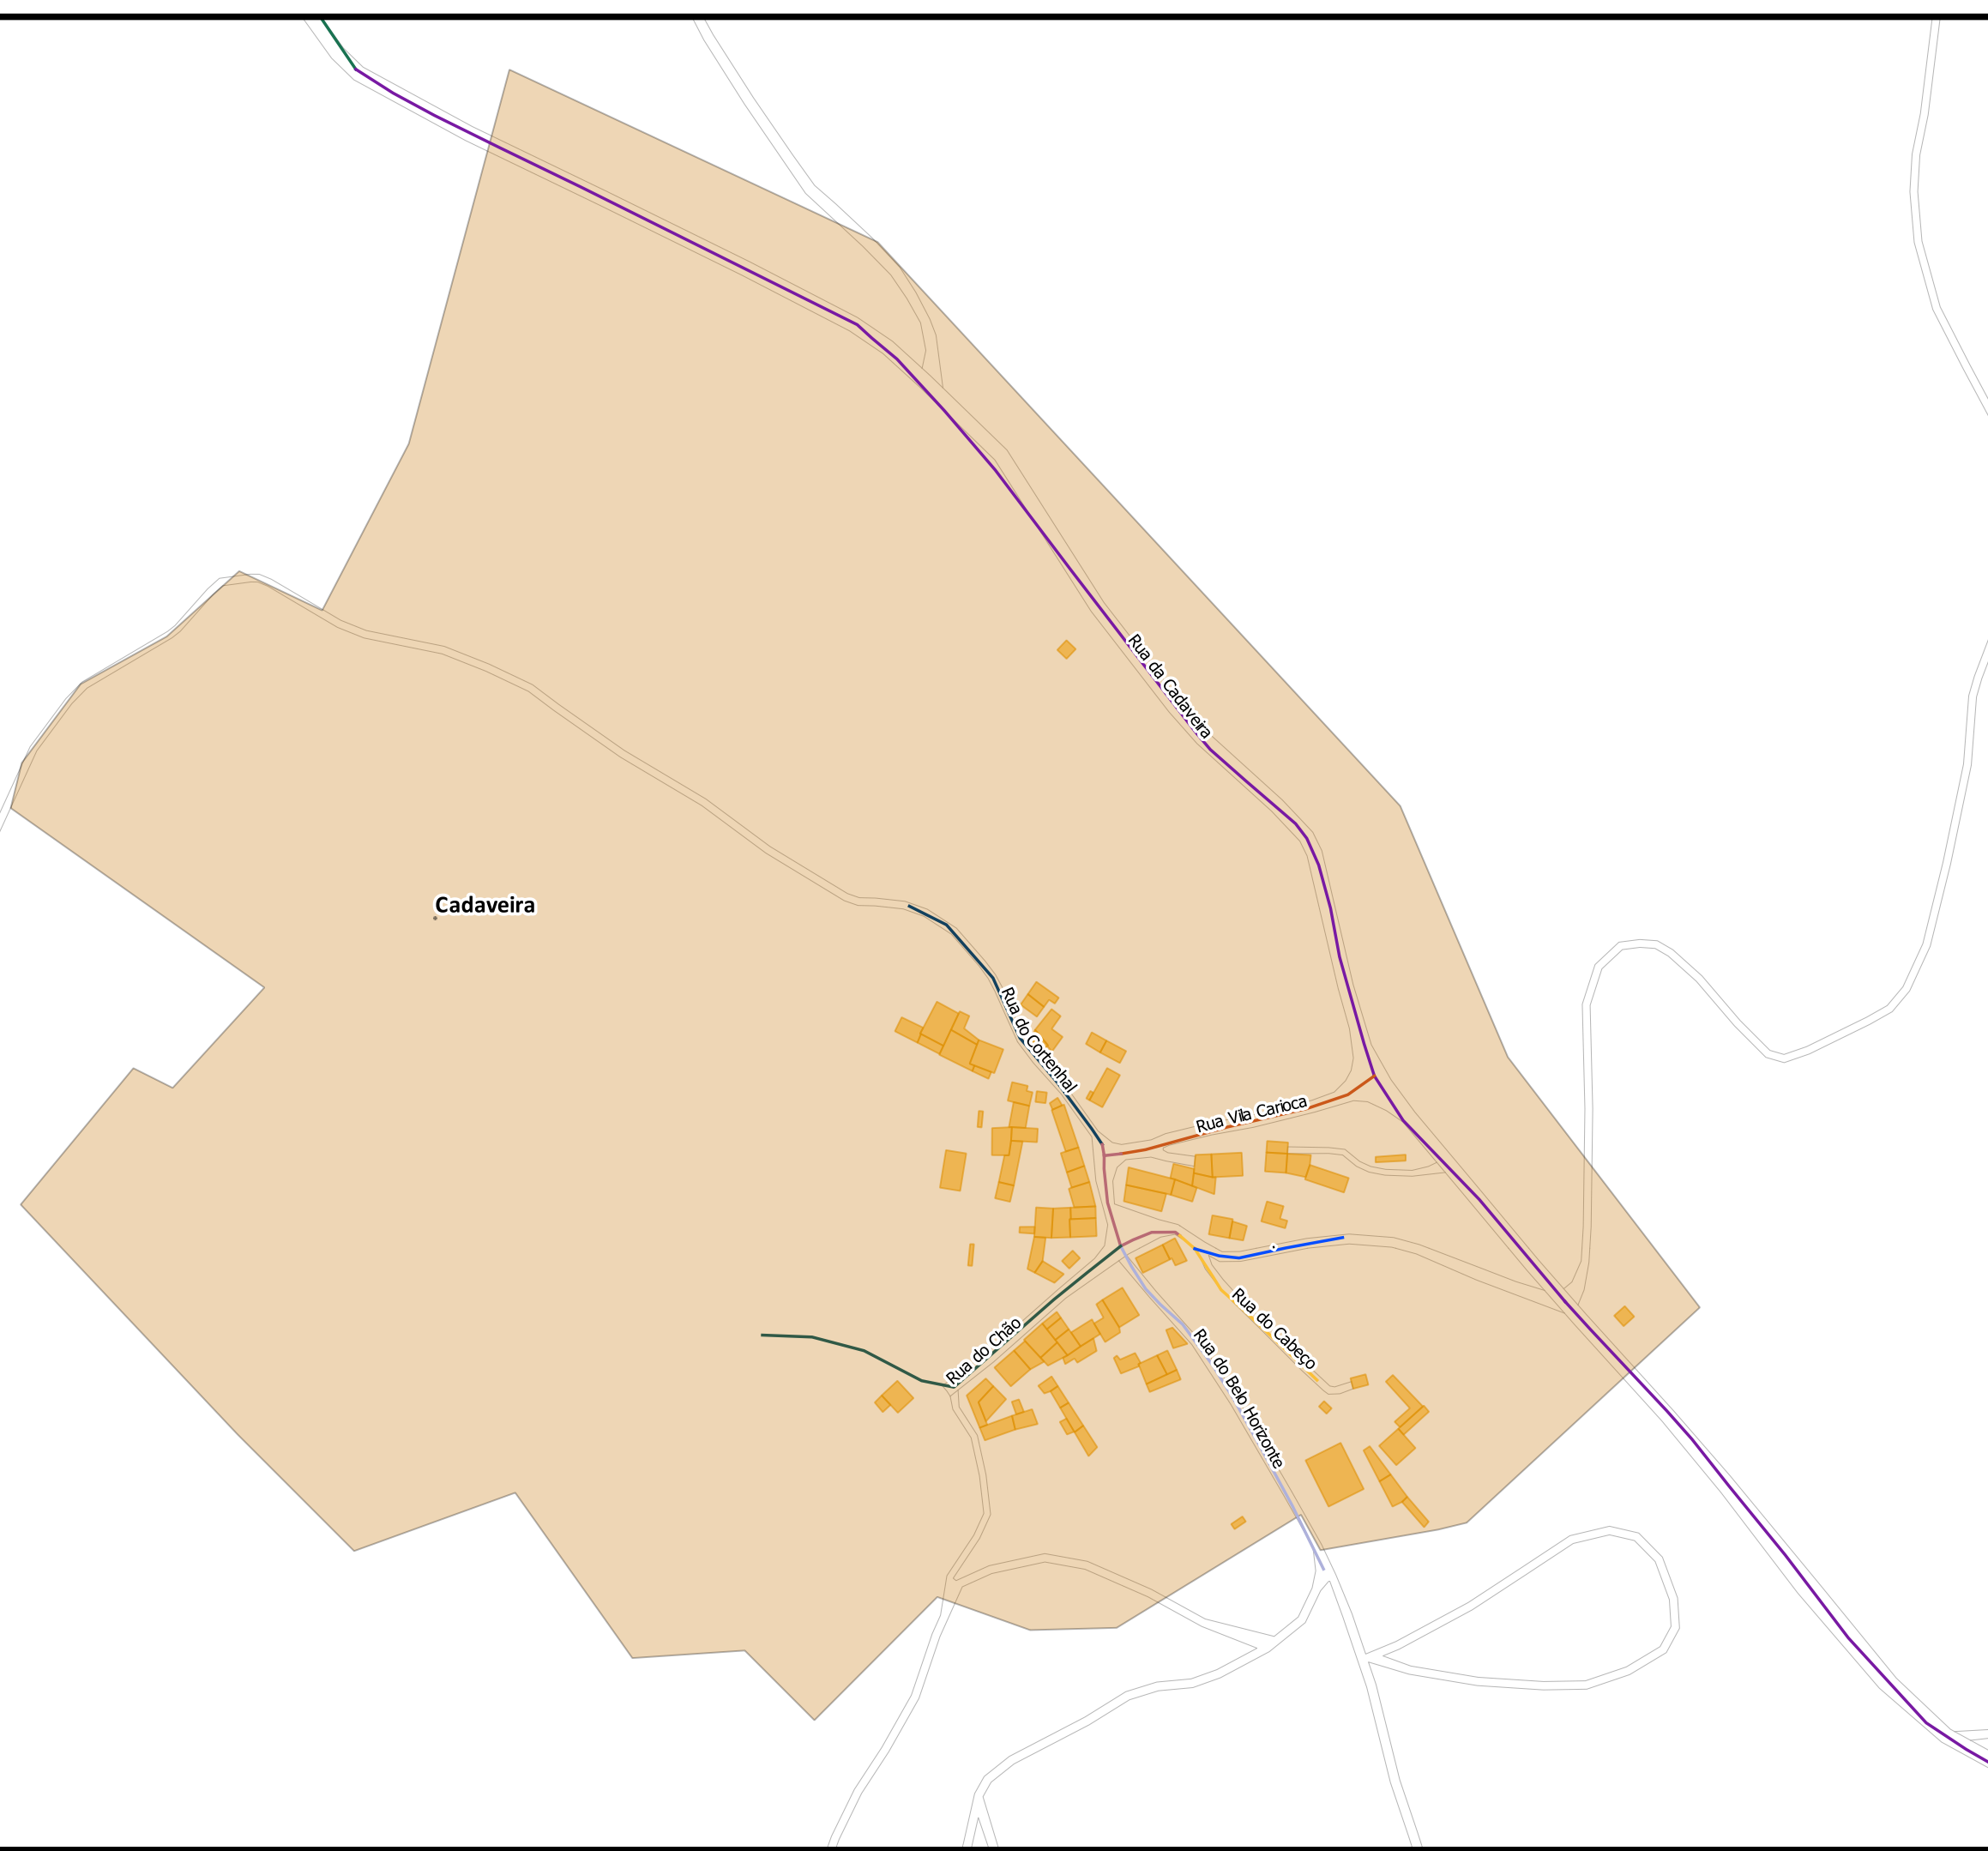 Rua da Cadaveira
Cadaveira
Rua do Cortenhal
Rua Vila Carioca
Rua do Cabeço
Rua do Chão
Rua do Belo Horizonte